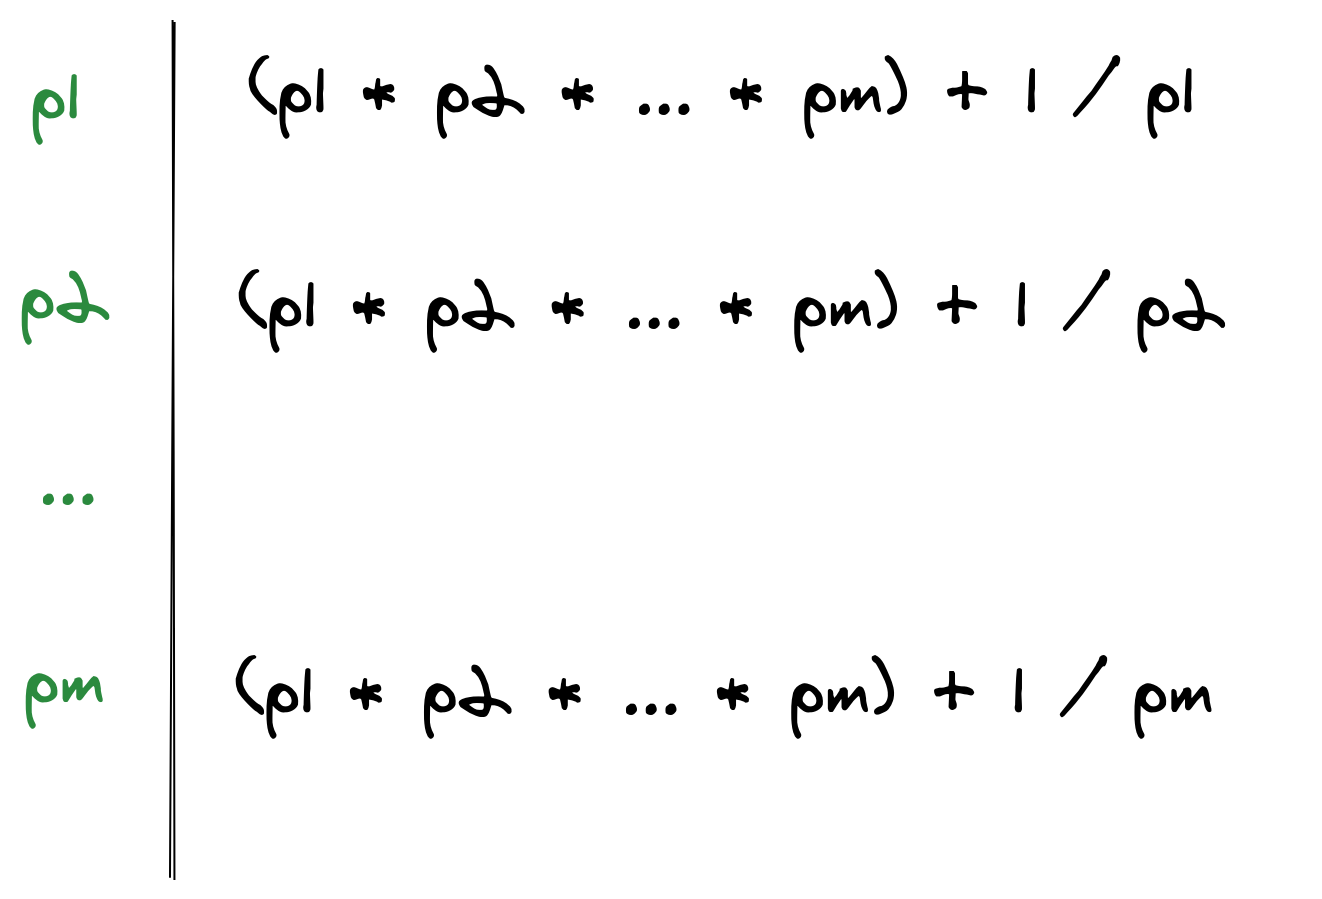 p1 (p1 * p2 * ... * pm) + 1 / p1
p2 (p1 * p2 * ... * pm) + 1 / p2
...
pm (p1 * p2 * ... * pm) + 1 / pm